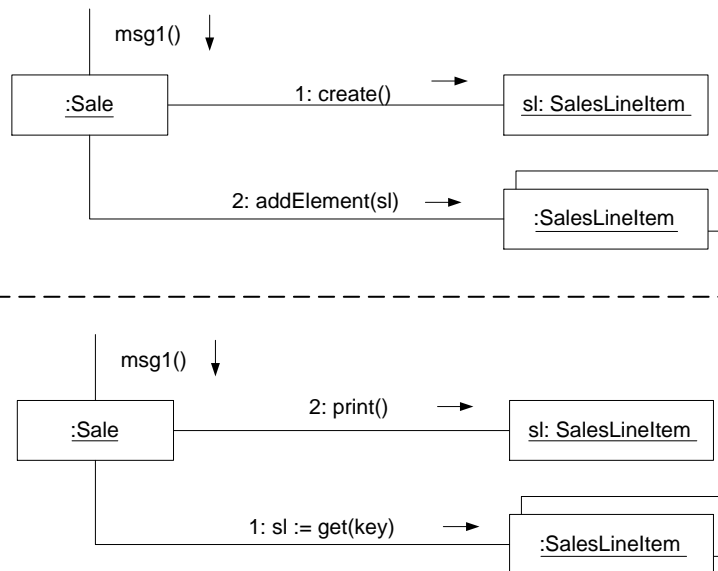 msg1()
:Sale
1: create()
sl: SalesLineItem
2: addElement(sl)
:SalesLineItem
msg1()
:Sale
2: print()
sl: SalesLineItem
1: sl := get(key)
:SalesLineItem